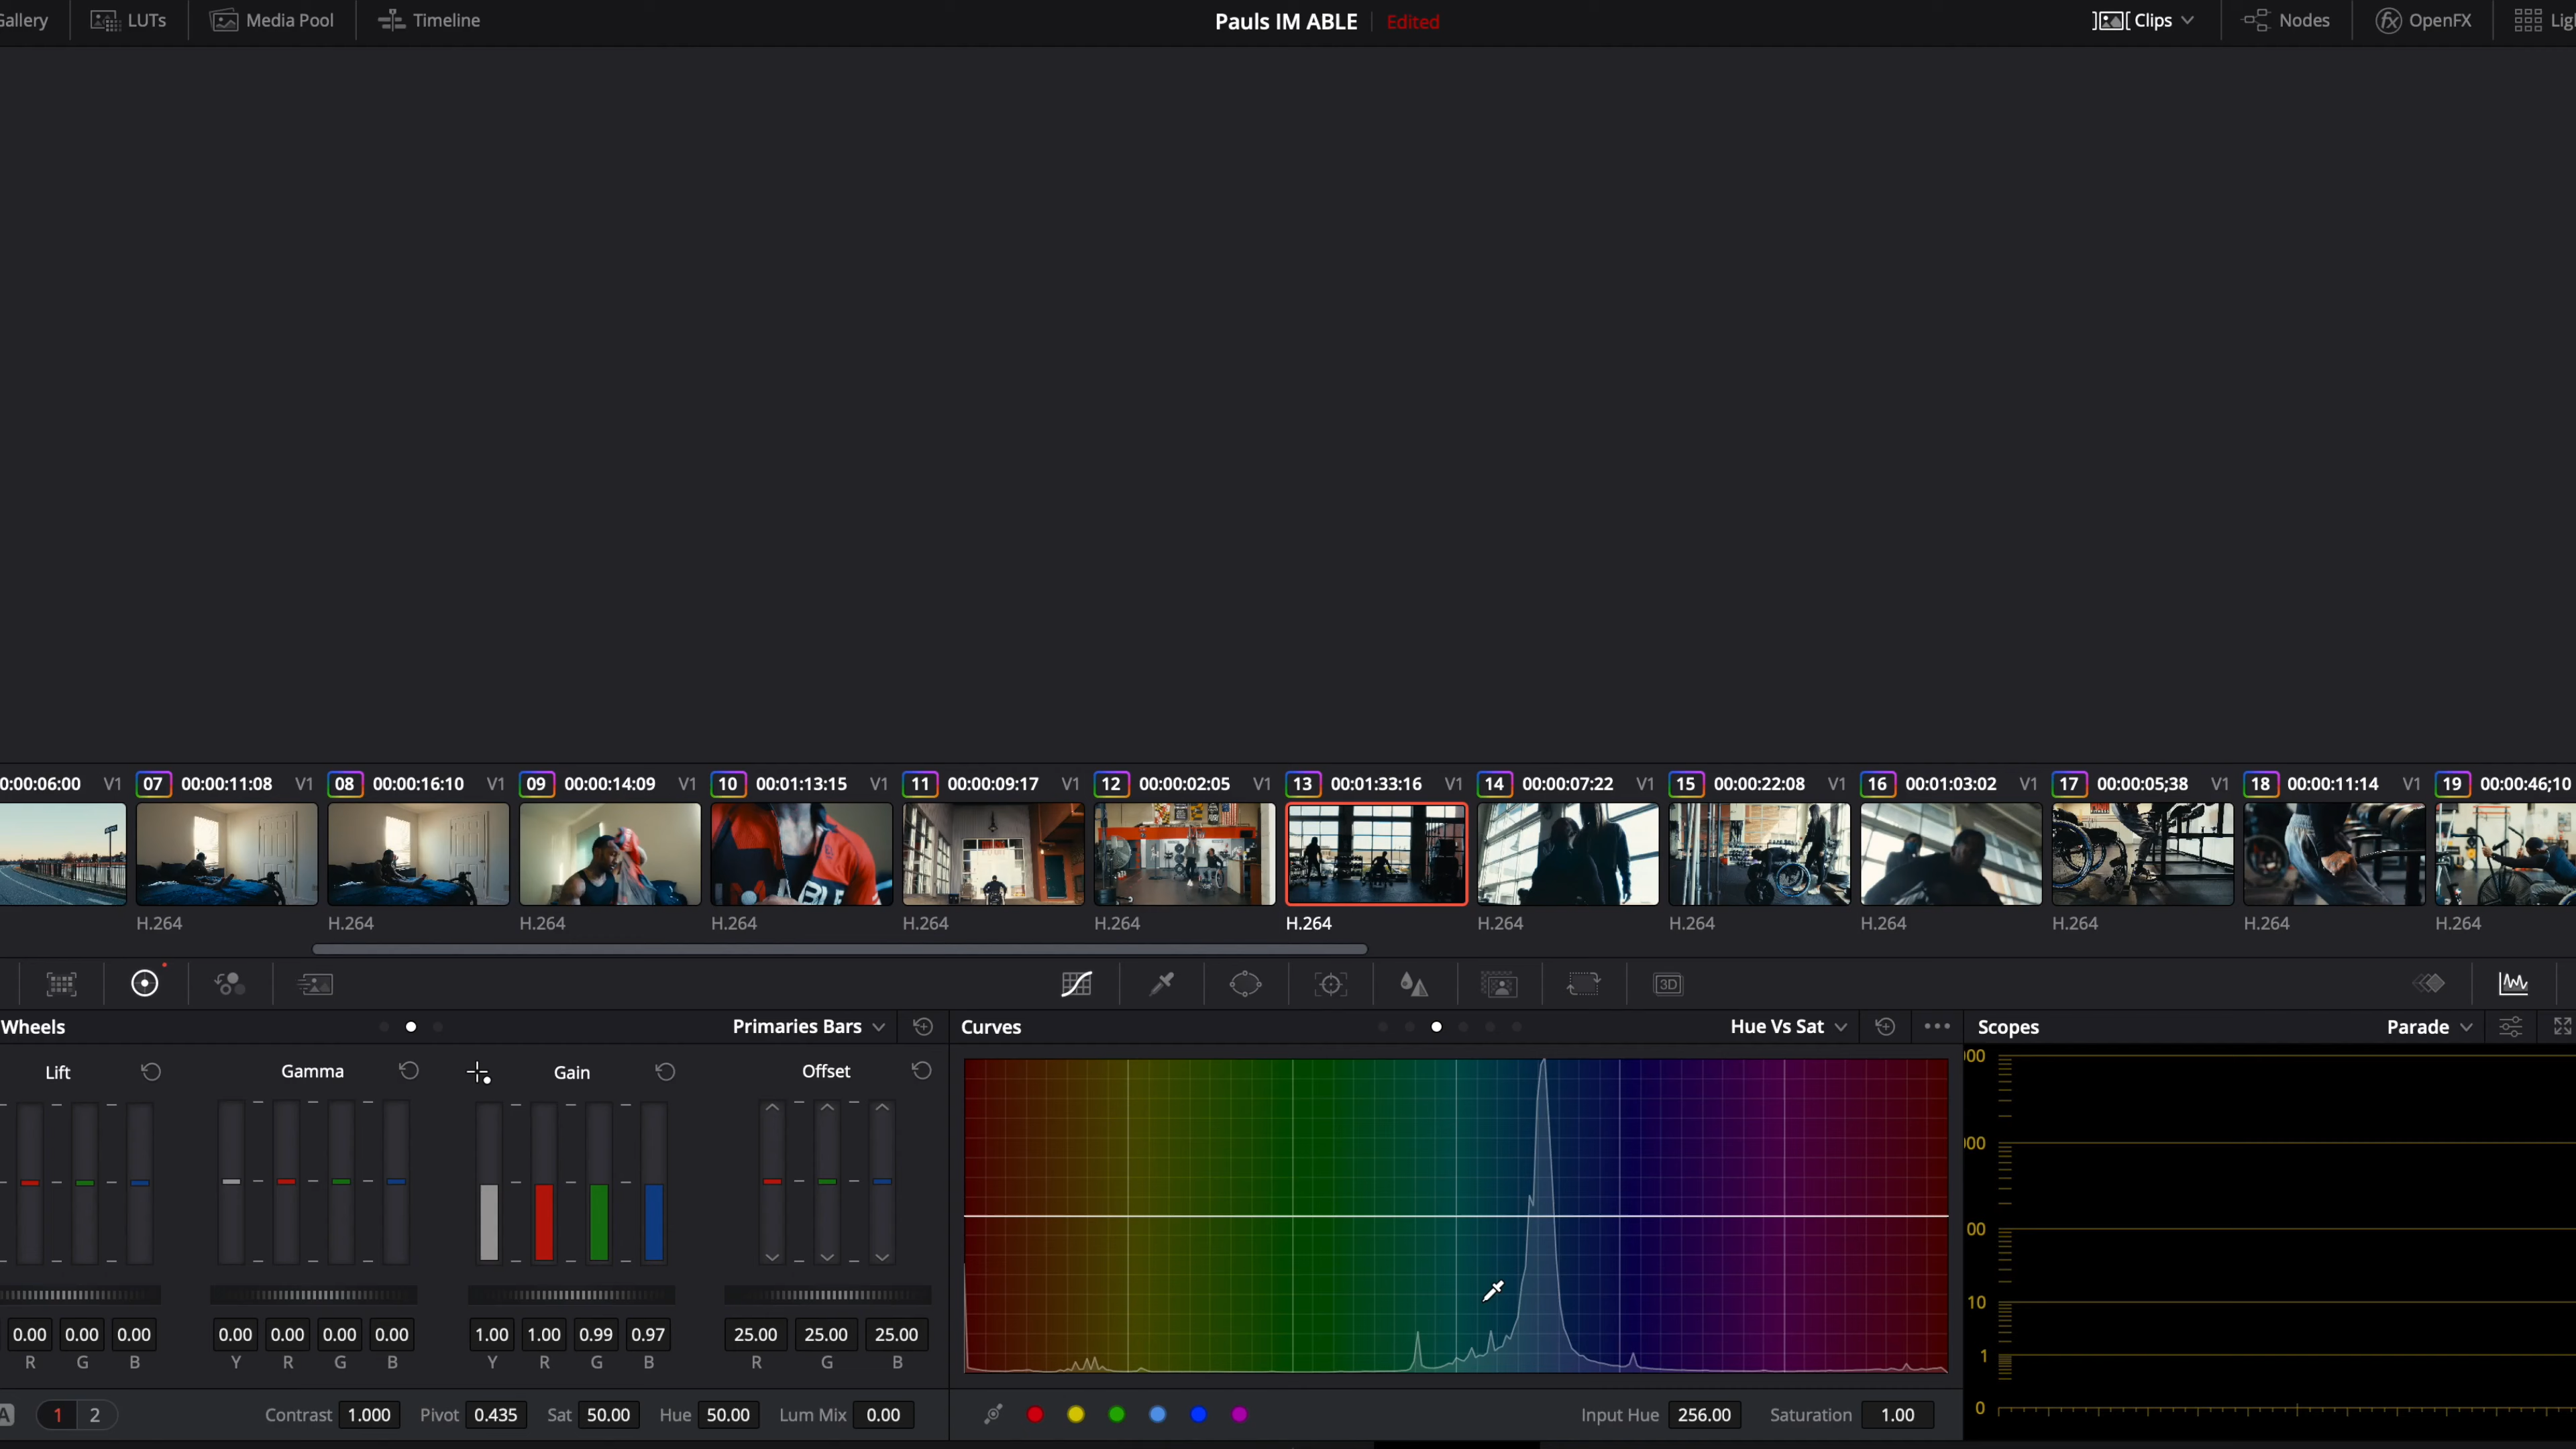 Gallery LUTs Media Pool Timeline Pauls IM ABLE Edited Clips Nodes OpenFX
V1 07 00:00:11:08 V1 08 00:00:16:10 V1 09 00:00:14:09 V1 10 00:01:13:15 V1 11 00:00:09:17 V1 12 00:00:02:05 V1 13 00:01:33:16 V1 14 00:00:07:22 V1 15 00:00:22:08 V1 16 00:01:03:02 V1 17 00:00:05;38 V1 18 00:00:11:14 V1 19 00:00:46;10
H.264 H.264 H.264 H.264 H.264 H.264 H.264 H.264 H.264 H.264 H.264 H.264 H.264
3D
Wheels Primaries Bars Curves Hue Vs Sat Scopes Parade
Lift Gamma Gain Offset
10
1
0
0.00 0.00 0.00 0.00 0.00 0.00 0.00 1.00 1.00 0.99 0.97 25.00 25.00 25.00
R G B Y R G B Y R G B R G B
A 1 2 Contrast 1.000 Pivot 0.435 Sat 50.00 Hue 50.00 Lum Mix 0.00 Input Hue 256.00 Saturation 1.00